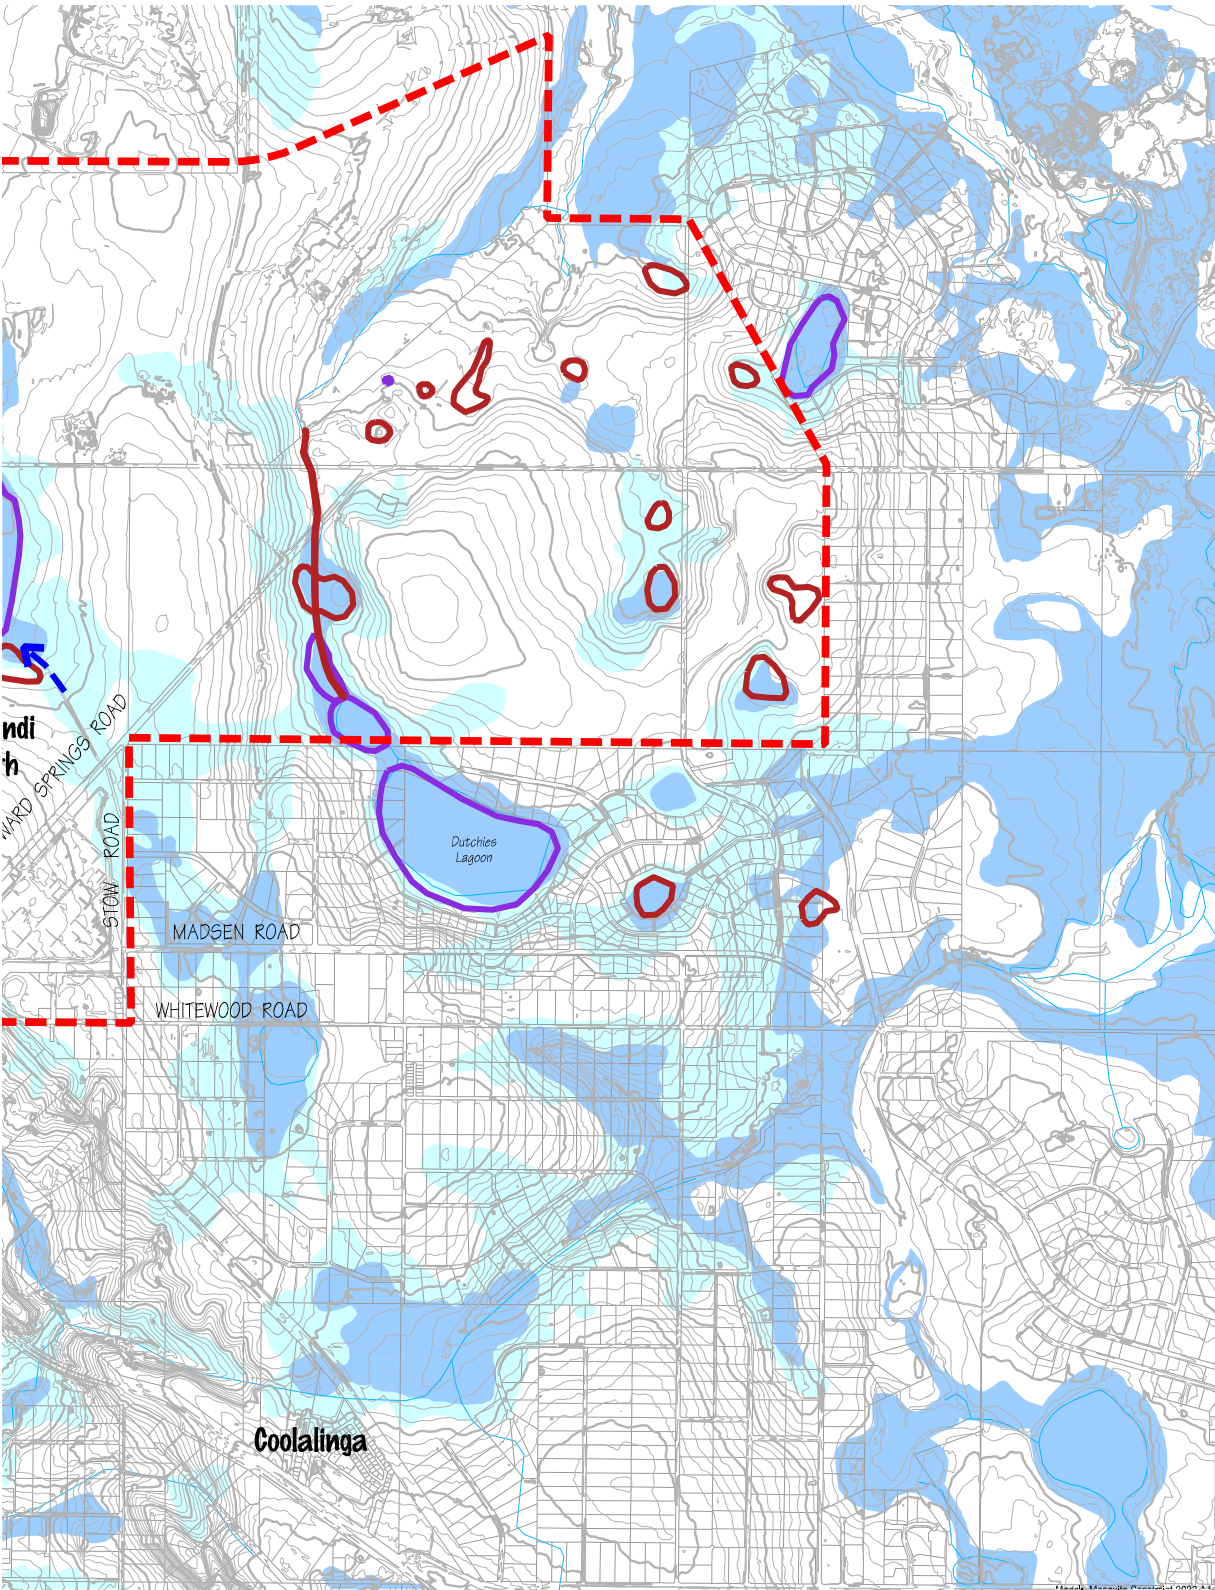 ndi
h
WARD SPRINGS ROAD
STOW ROAD
Dutchies
Lagoon
MADSEN ROAD
WHITEWOOD ROAD
Coolalinga